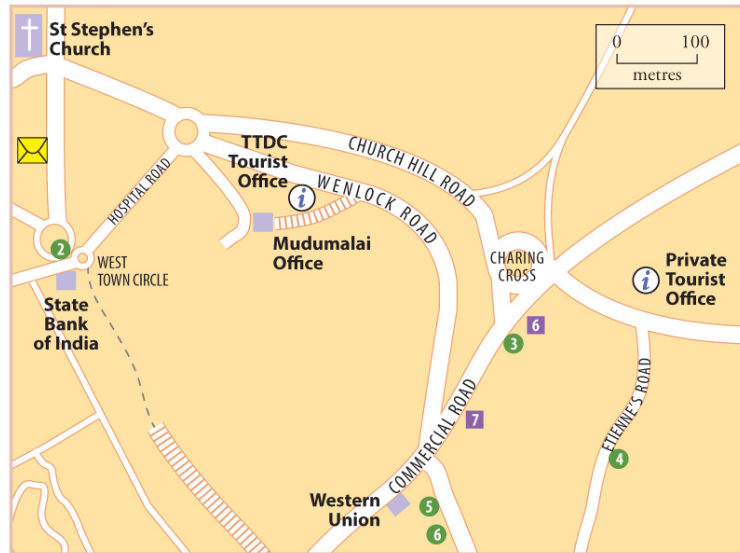 St Stephen's
Church
0 100
metres
TTDC
Tourist
Office
i
CHURCH HILL ROAD
HOSPITAL ROAD
WENLOCK ROAD
Mudumalai
Office
2
WEST
TOWN CIRCLE
CHARING
CROSS
i
Private
Tourist
Office
State
Bank
of India
6
3
ETIENNE'S ROAD
7
COMMERCIAL ROAD
4
Western
Union
5
6